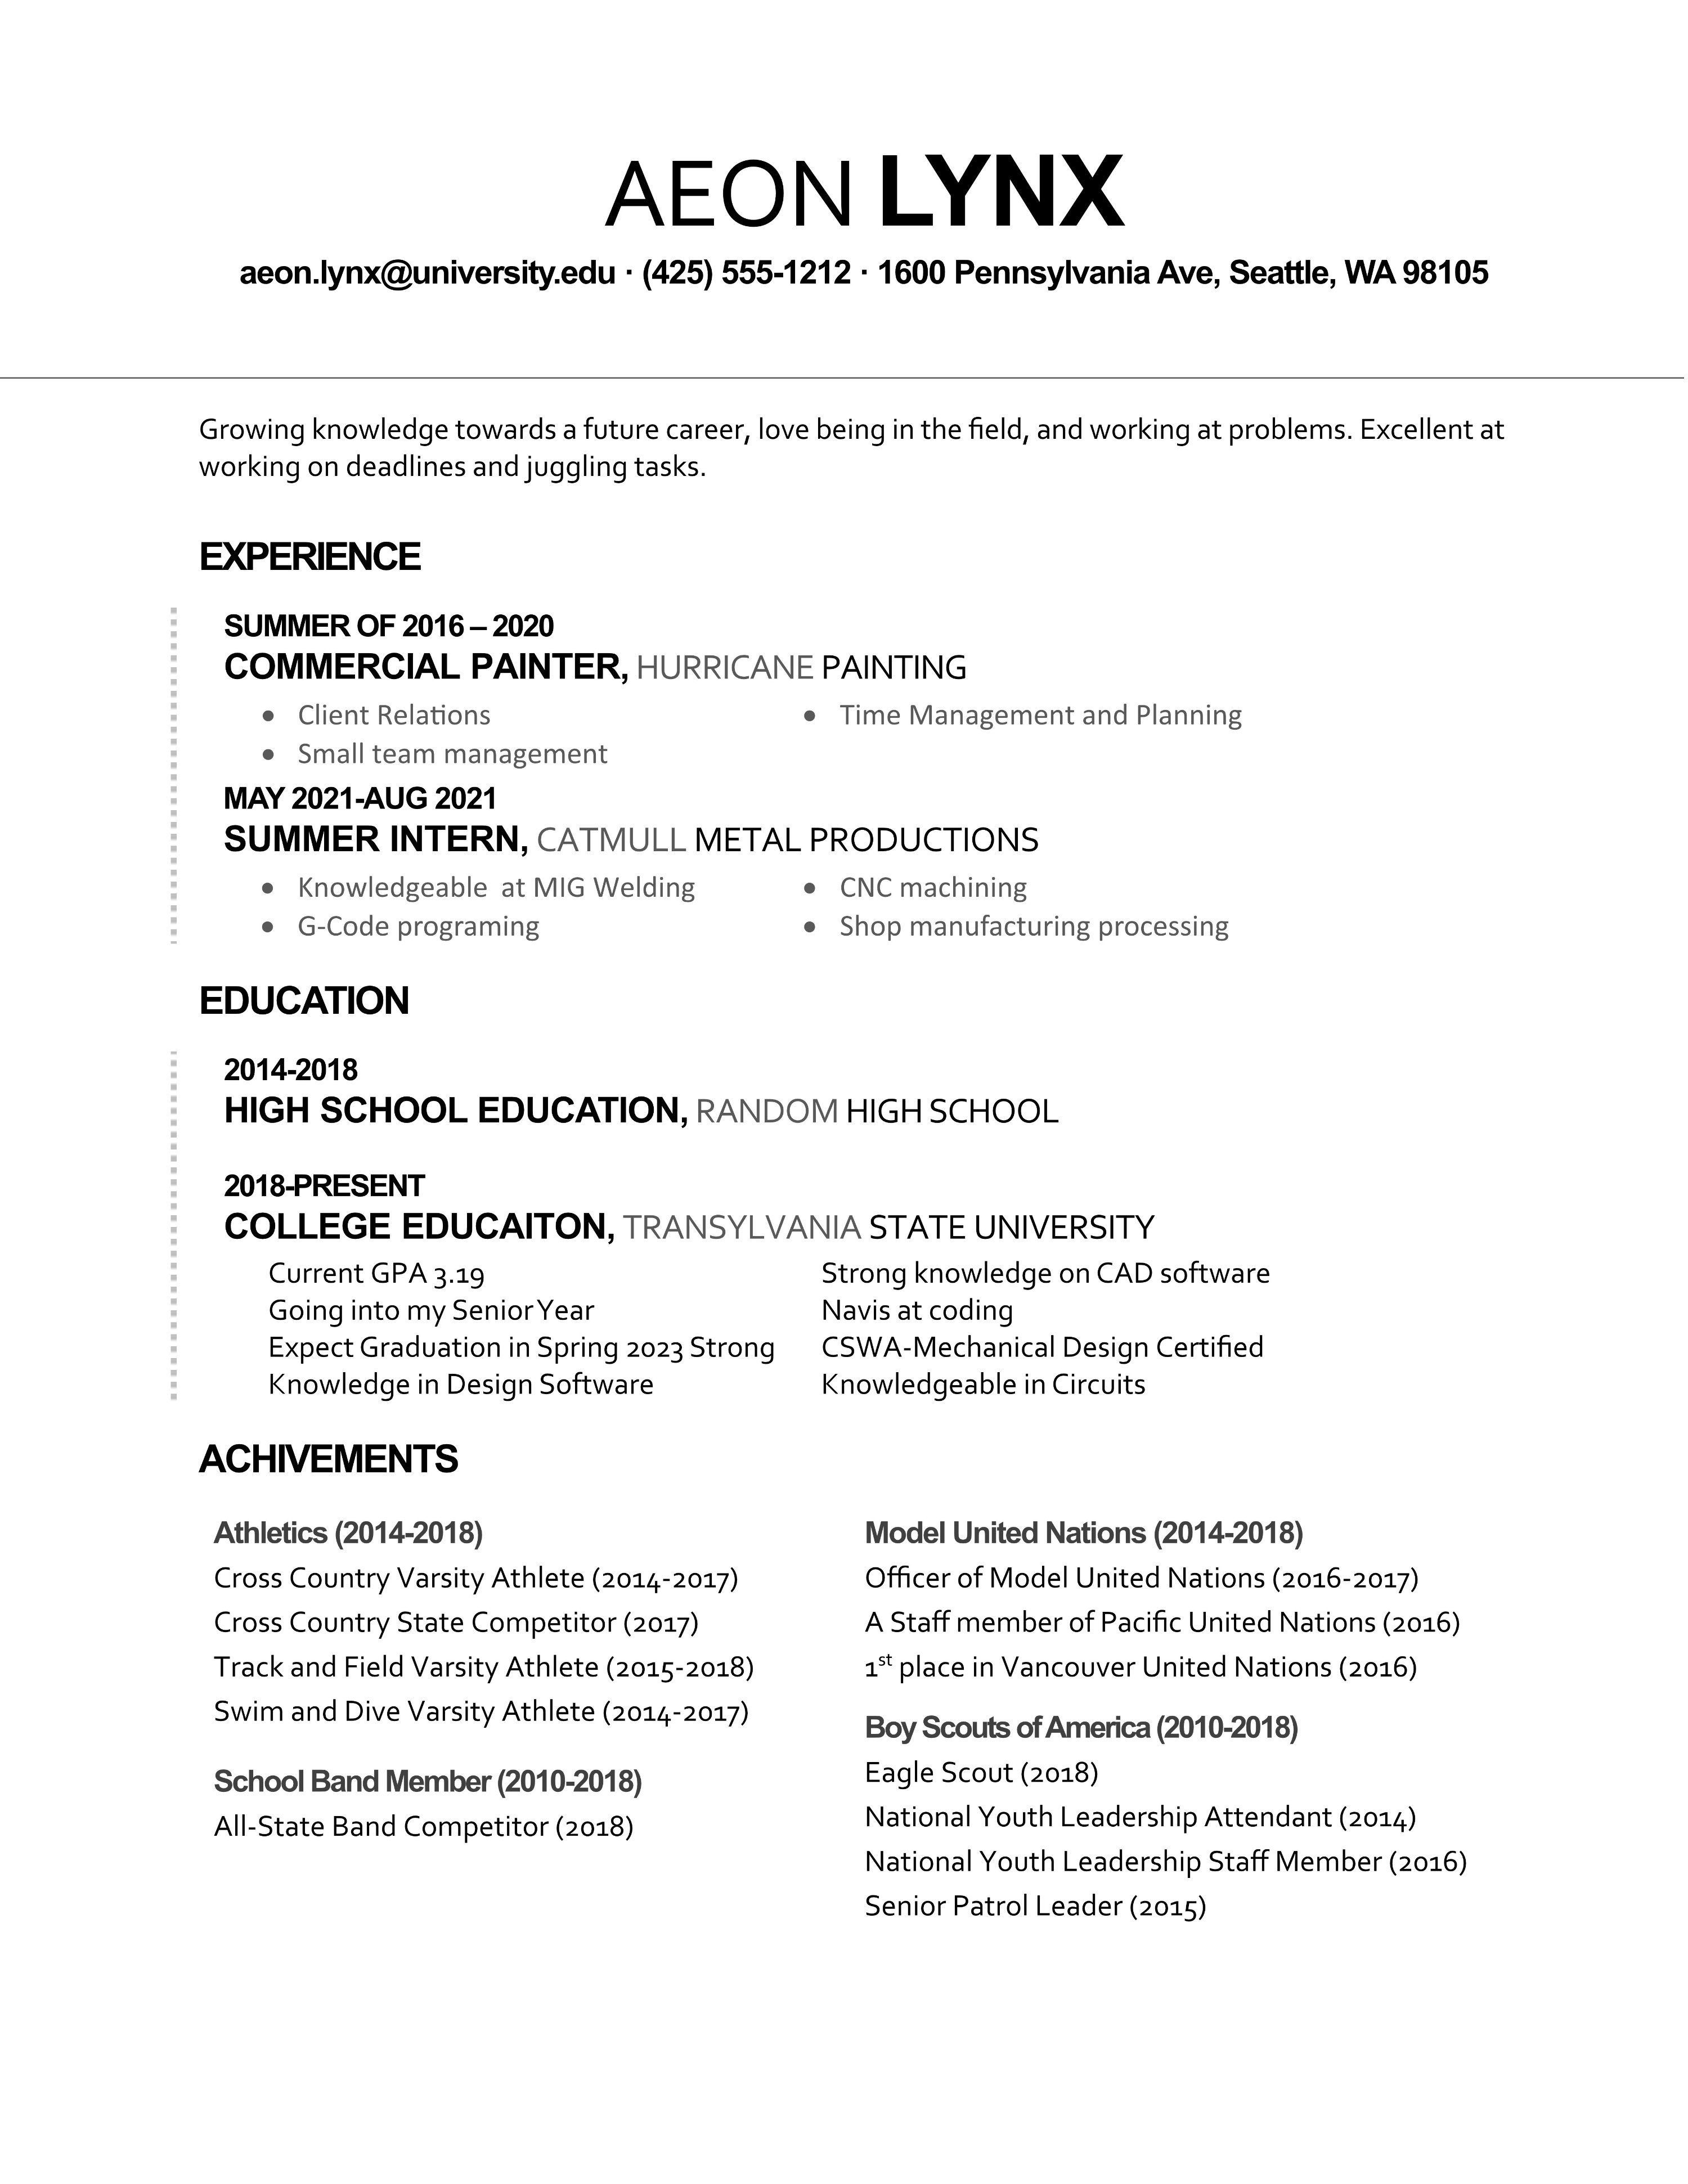 AEON LYNX
aeon.lynx@university.edu · (425) 555-1212 · 1600 Pennsylvania Ave, Seattle, WA 98105
Growing knowledge towards a future career, love being in the field, and working at problems. Excellent at
working on deadlines and juggling tasks.
EXPERIENCE
SUMMER OF 2016 – 2020
COMMERCIAL PAINTER, HURRICANE PAINTING
• Client Relations
• Small team management
• Time Management and Planning
MAY 2021-AUG 2021
SUMMER INTERN, CATMULL METAL PRODUCTIONS
• Knowledgeable  at MIG Welding
• G-Code programing
• CNC machining
• Shop manufacturing processing
EDUCATION
2014-2018
HIGH SCHOOL EDUCATION, RANDOM HIGH SCHOOL
2018-PRESENT
COLLEGE EDUCAITON, TRANSYLVANIA STATE UNIVERSITY
Current GPA 3.19
Going into my Senior Year
Expect Graduation in Spring 2023 Strong
Knowledge in Design Software
Strong knowledge on CAD software
Navis at coding
CSWA-Mechanical Design Certified
Knowledgeable in Circuits
ACHIVEMENTS
Athletics (2014-2018)
Cross Country Varsity Athlete (2014-2017)
Cross Country State Competitor (2017)
Track and Field Varsity Athlete (2015-2018)
Swim and Dive Varsity Athlete (2014-2017)
School Band Member (2010-2018)
All-State Band Competitor (2018)
Model United Nations (2014-2018)
Officer of Model United Nations (2016-2017)
A Staff member of Pacific United Nations (2016)
1st place in Vancouver United Nations (2016)
Boy Scouts of America (2010-2018)
Eagle Scout (2018)
National Youth Leadership Attendant (2014)
National Youth Leadership Staff Member (2016)
Senior Patrol Leader (2015)